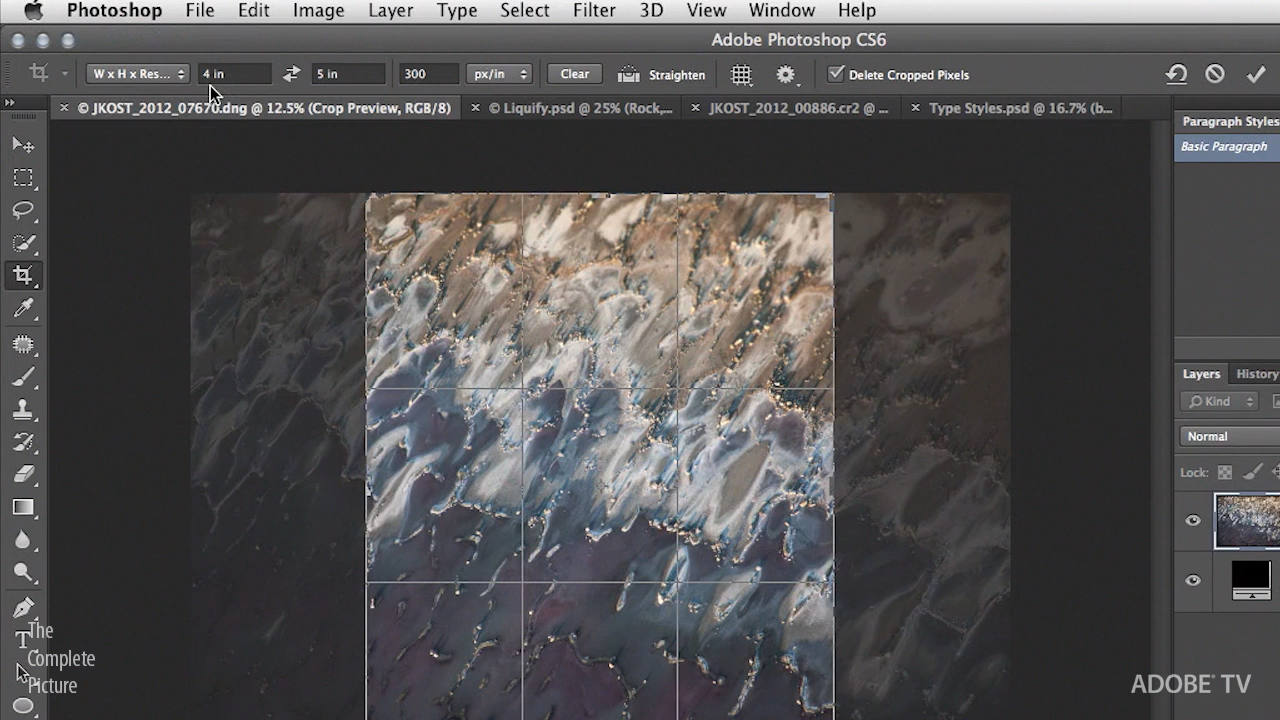 Photoshop File Edit Image Layer Type Select Filter 3D View Window Help
Adobe Photoshop CS6
W x H x Res... 4 in 5 in 300 px/in Clear Straighten Delete Cropped Pixels
© JKOST_2012_07670.dng @ 12.5% (Crop Preview, RGB/8) © Liquify.psd @ 25% (Rock,... JKOST_2012_00886.cr2 @ ... Type Styles.psd @ 16.7% (b...
Paragraph Styles
Basic Paragraph
Layers History
Kind
Normal
Lock:
The
Complete
Picture
ADOBE® TV